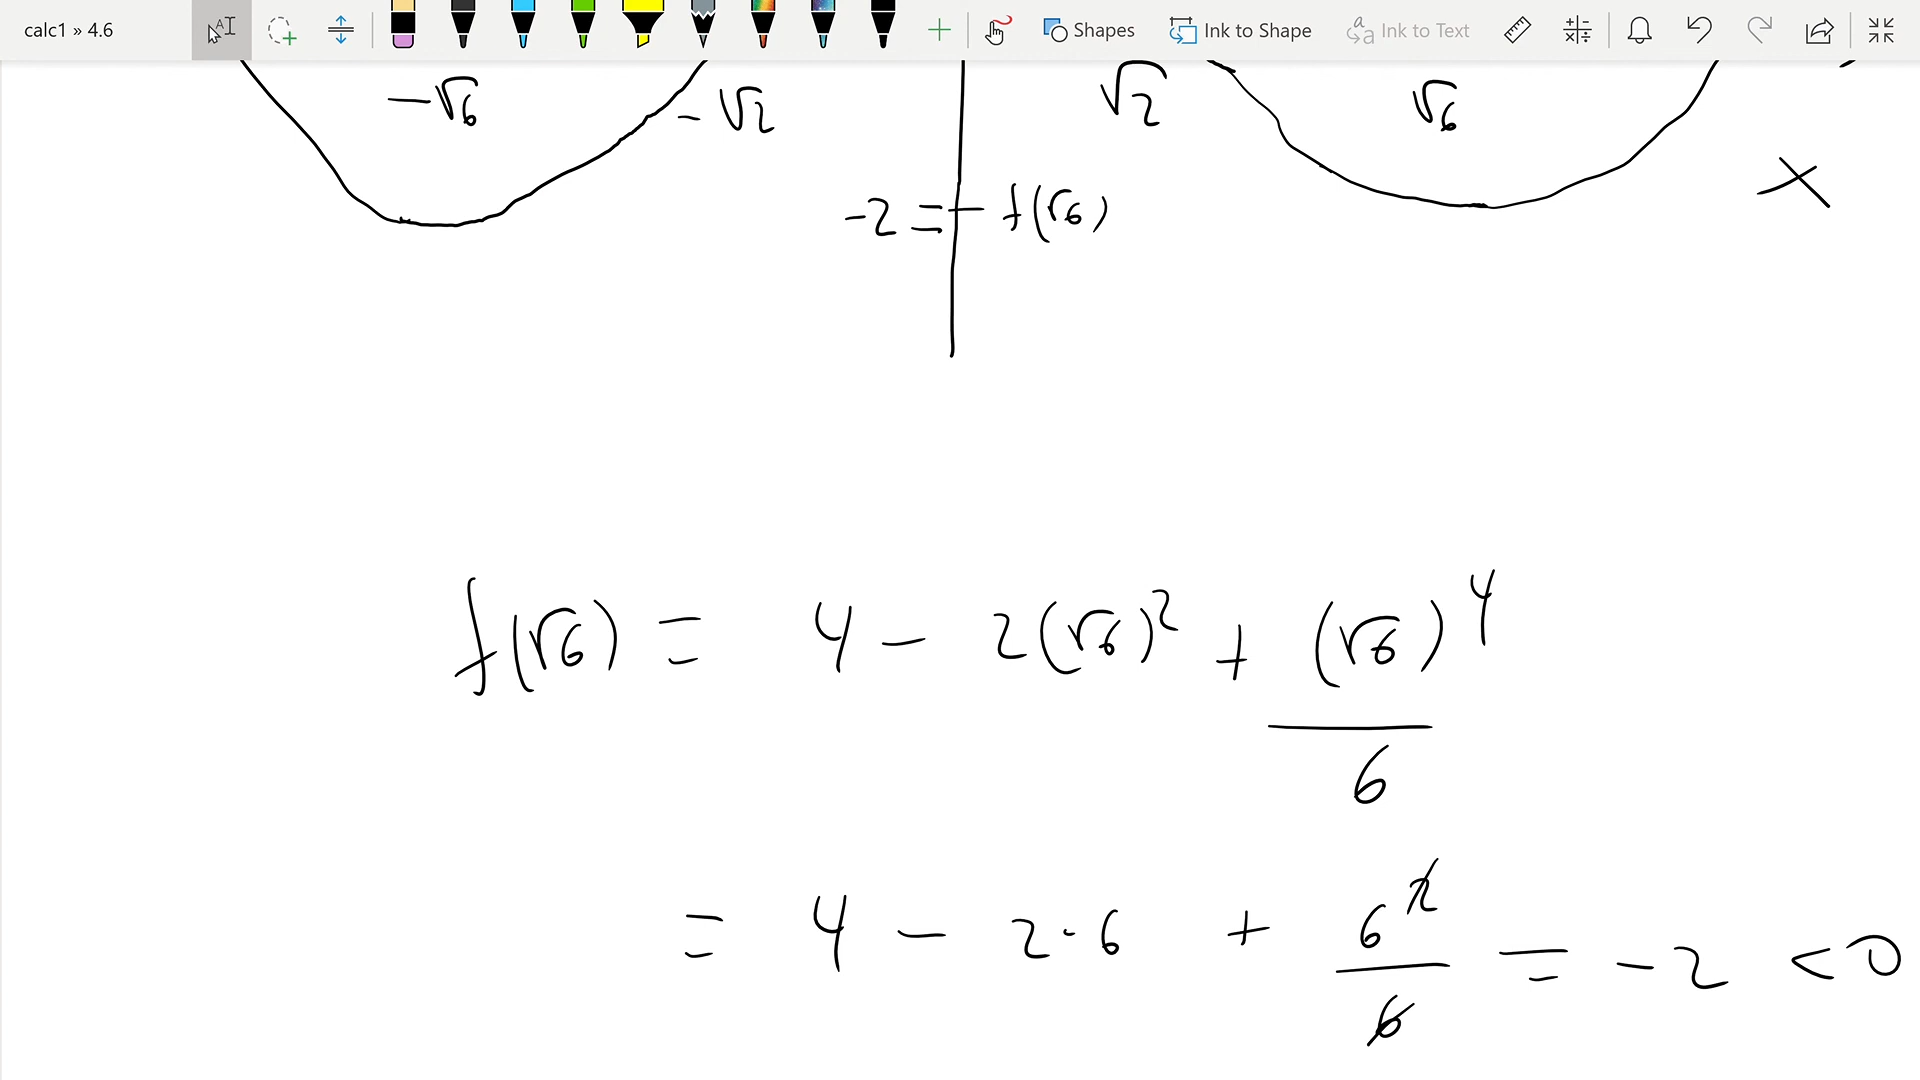 calc1 » 4.6 Shapes Ink to Shape Ink to Text
-√6 -√2 √2 √6
x
-2 = f(√6)
f(√6) = 4 - 2(√6)² + (√6)⁴/6
= 4 - 2·6 + 6²/6 = -2 < 0